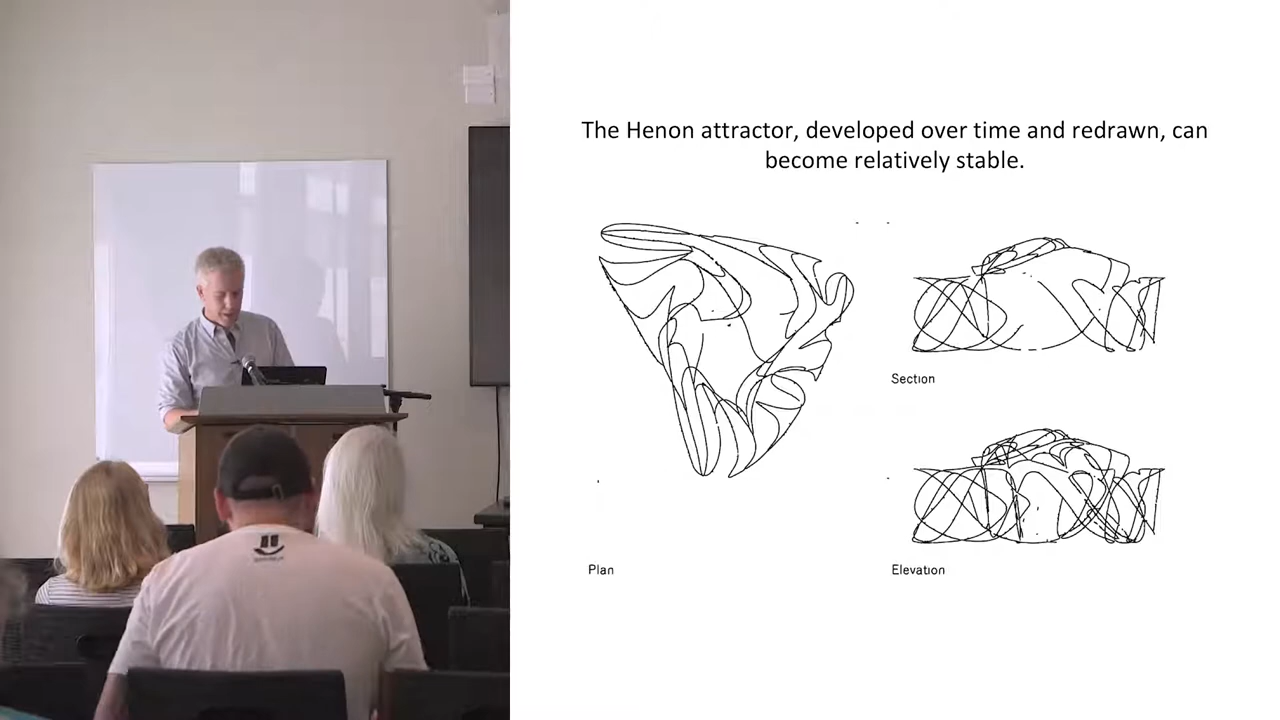 The Henon attractor, developed over time and redrawn, can
become relatively stable.
Section
Plan
Elevation